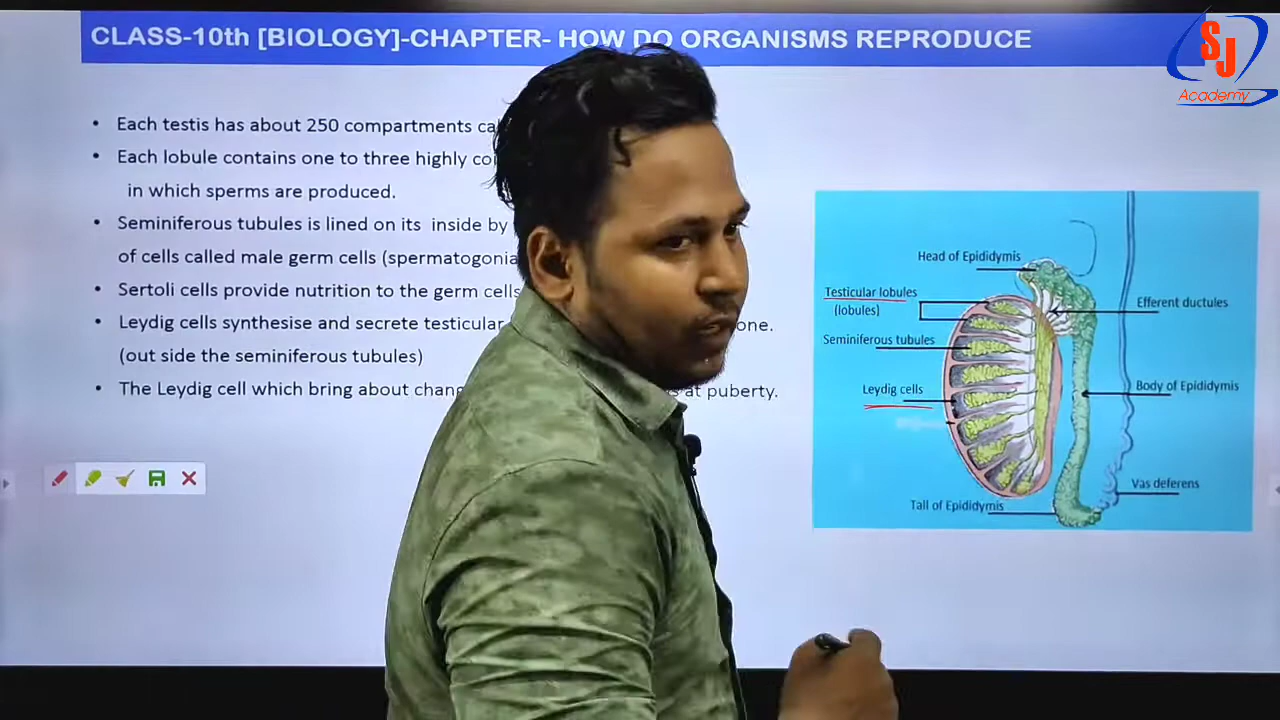 CLASS-10th [BIOLOGY]-CHAPTER- HOW DO ORGANISMS REPRODUCE
SJ
Academy
• Each testis has about 250 compartments
• Each lobule contains one to three highly
in which sperms are produced.
• Seminiferous tubules is lined on its inside by
of cells called male germ cells (spermatogonia
• Sertoli cells provide nutrition to the germ cells
• Leydig cells synthesise and secrete testicular one.
(out side the seminiferous tubules)
• The Leydig cell which bring about at puberty.
Head of Epididymis
Testicular lobules
(lobules)
Efferent ductules
Seminiferous tubules
Leydig cells
Body of Epididymis
Vas deferens
Tall of Epididymis